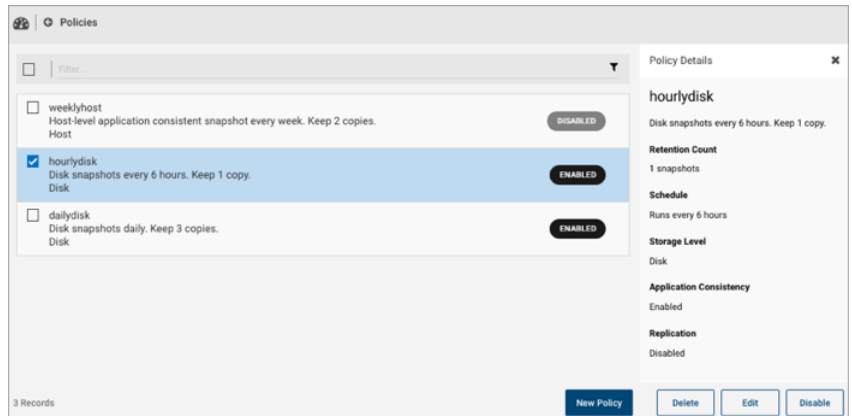 Policies
Filter...
weeklyhost
Host-level application consistent snapshot every week. Keep 2 copies.
Host
DISABLED
hourlydisk
Disk snapshots every 6 hours. Keep 1 copy.
Disk
ENABLED
dailydisk
Disk snapshots daily. Keep 3 copies.
Disk
ENABLED
3 Records
New Policy
Policy Details
hourlydisk
Disk snapshots every 6 hours. Keep 1 copy.
Retention Count
1 snapshots
Schedule
Runs every 6 hours
Storage Level
Disk
Application Consistency
Enabled
Replication
Disabled
Delete
Edit
Disable